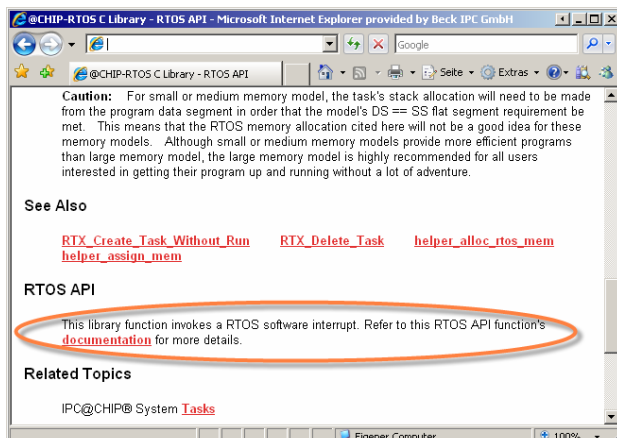 @CHIP-RTOS C Library - RTOS API - Microsoft Internet Explorer provided by Beck IPC GmbH
Google
@CHIP-RTOS C Library - RTOS API
Seite
Extras
Caution: For small or medium memory model, the task's stack allocation will need to be made
from the program data segment in order that the model's DS == SS flat segment requirement be
met. This means that the RTOS memory allocation cited here will not be a good idea for these
memory models. Although small or medium memory models provide more efficient programs
than large memory model, the large memory model is highly recommended for all users
interested in getting their program up and running without a lot of adventure.
See Also
RTX_Create_Task_Without_Run RTX_Delete_Task helper_alloc_rtos_mem
helper_assign_mem
RTOS API
This library function invokes a RTOS software interrupt. Refer to this RTOS API function's
documentation for more details.
Related Topics
IPC@CHIP® System Tasks
Eigener Computer 100%